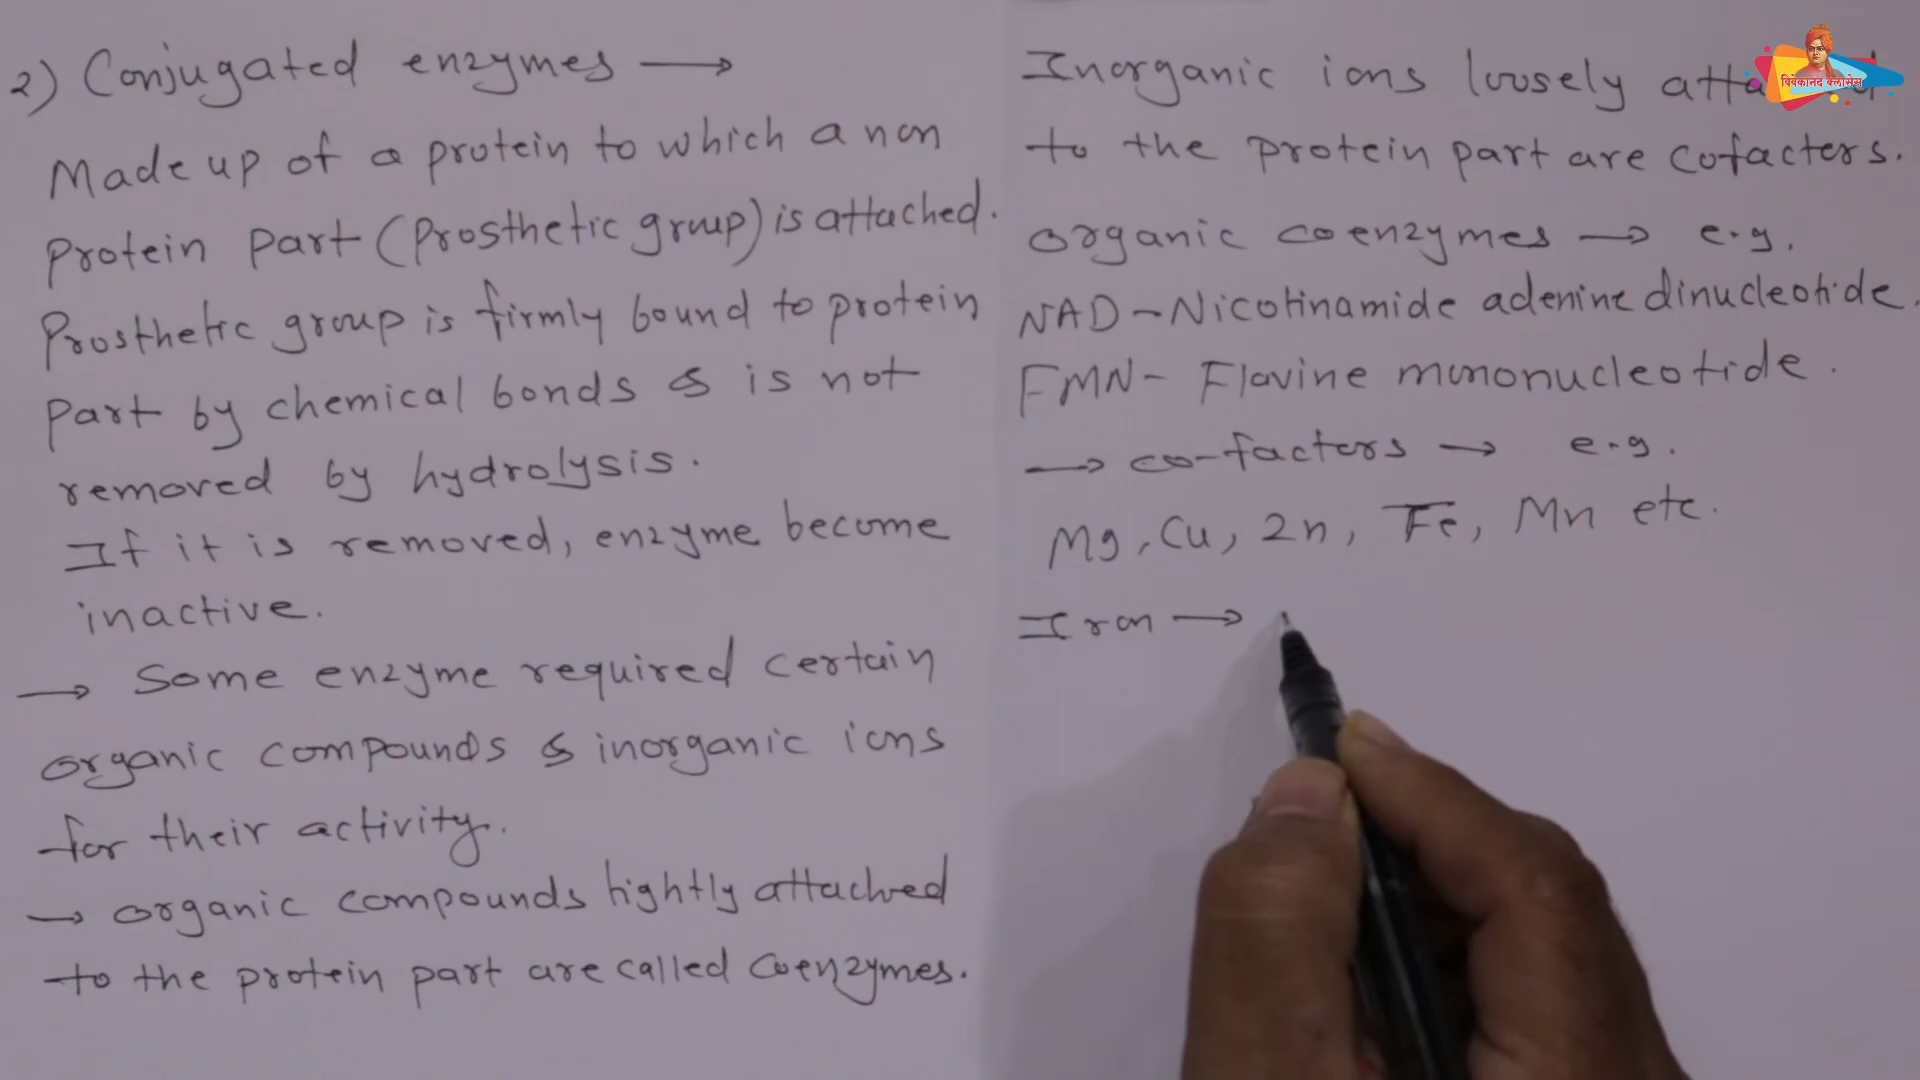 2) Conjugated enzymes →
Made up of a protein to which a non
protein part (Prosthetic group) is attached.
Prosthetic group is firmly bound to protein
part by chemical bonds & is not
removed by hydrolysis.
If it is removed, enzyme become
inactive.
→ Some enzyme required certain
organic compounds & inorganic ions
for their activity.
→ organic compounds tightly attached
to the protein part are called coenzymes.
Inorganic ions loosely
to the protein part are cofactors.
organic coenzymes → e.g.
NAD - Nicotinamide adenine dinucleotide.
FMN - Flavine mononucleotide.
→ co-factors → e.g.
Mg, Cu, Zn, Fe, Mn etc.
Iron →
विवेकानंद क्लासेस